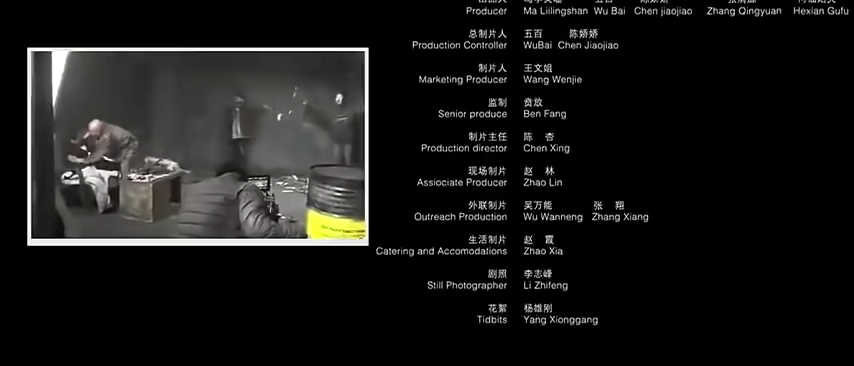 Producer Ma Liilingshan Wu Bai Chen jiaojiao Zhang Qingyuan Hexian Gufu
总制片人 五百 陈娇娇
Production Controller WuBai Chen Jiaojiao
制片人 王文姐
Marketing Producer Wang Wenjie
监制 贲放
Senior produce Ben Fang
制片主任 陈 杏
Production director Chen Xing
现场制片 赵 林
Assiociate Producer Zhao Lin
外联制片 吴万能 张 翔
Outreach Production Wu Wanneng Zhang Xiang
生活制片 赵 霞
Catering and Accomodations Zhao Xia
剧照 李志峰
Still Photographer Li Zhifeng
花絮 杨雄刚
Tidbits Yang Xionggang